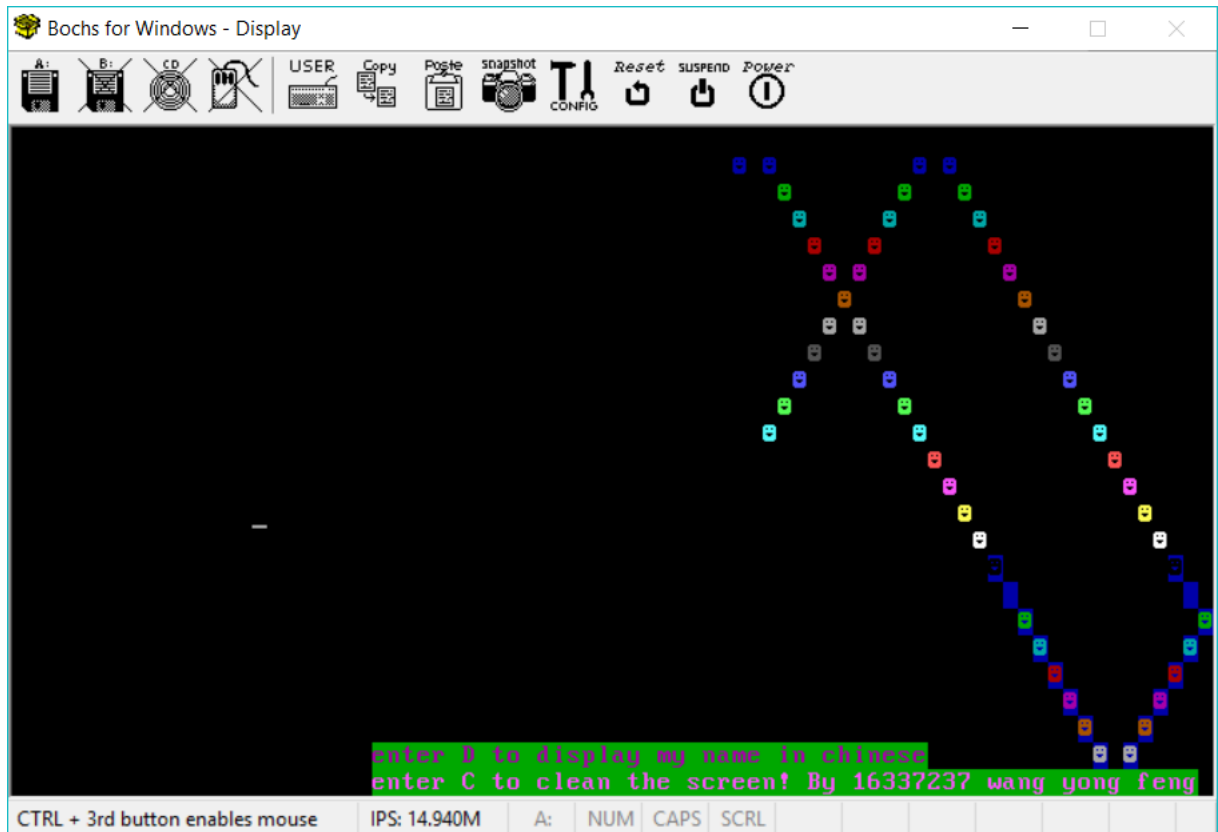 Bochs for Windows - Display
A: B: CD USER Copy Paste snapshot CONFIG Reset SUSPEND Power
enter D to display my name in chinese
enter C to clean the screen! By 16337237 wang yong feng
CTRL + 3rd button enables mouse IPS: 14.940M A: NUM CAPS SCRL